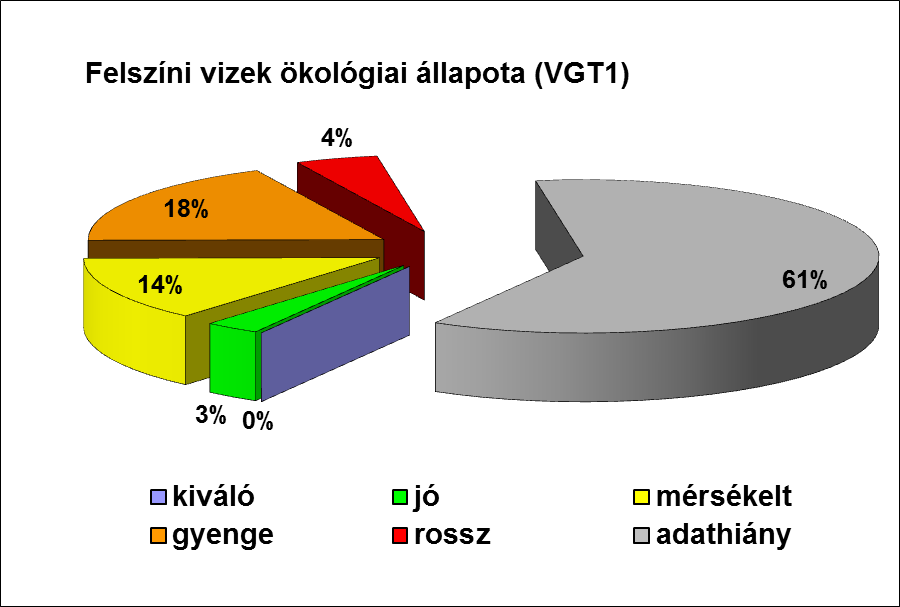 Felszíni vizek ökológiai állapota (VGT1)
4%
18%
14%
61%
3%
0%
kiváló jó mérsékelt
gyenge rossz adathiány